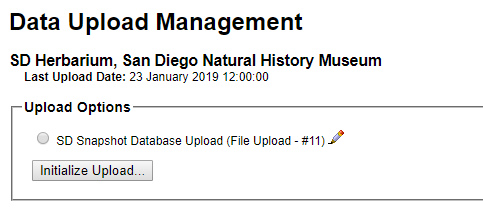 Data Upload Management
SD Herbarium, San Diego Natural History Museum
Last Upload Date: 23 January 2019 12:00:00
Upload Options
SD Snapshot Database Upload (File Upload - #11)
Initialize Upload...